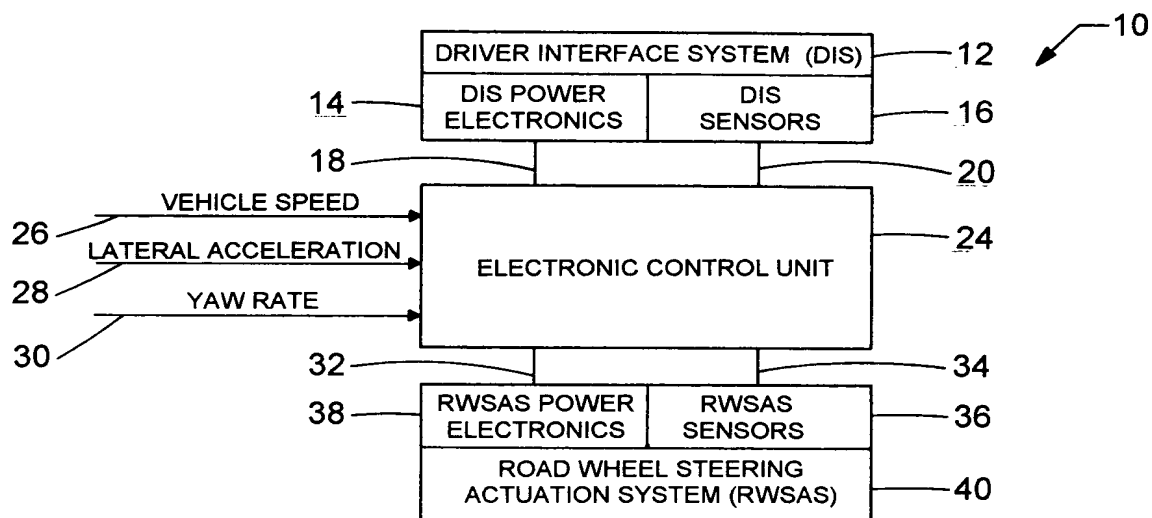 10
DRIVER INTERFACE SYSTEM (DIS)
12
14
DIS POWER
ELECTRONICS
DIS
SENSORS
16
18
20
VEHICLE SPEED
26
LATERAL ACCELERATION
28
YAW RATE
30
ELECTRONIC CONTROL UNIT
24
32
34
38
RWSAS POWER
ELECTRONICS
RWSAS
SENSORS
36
ROAD WHEEL STEERING
ACTUATION SYSTEM (RWSAS)
40